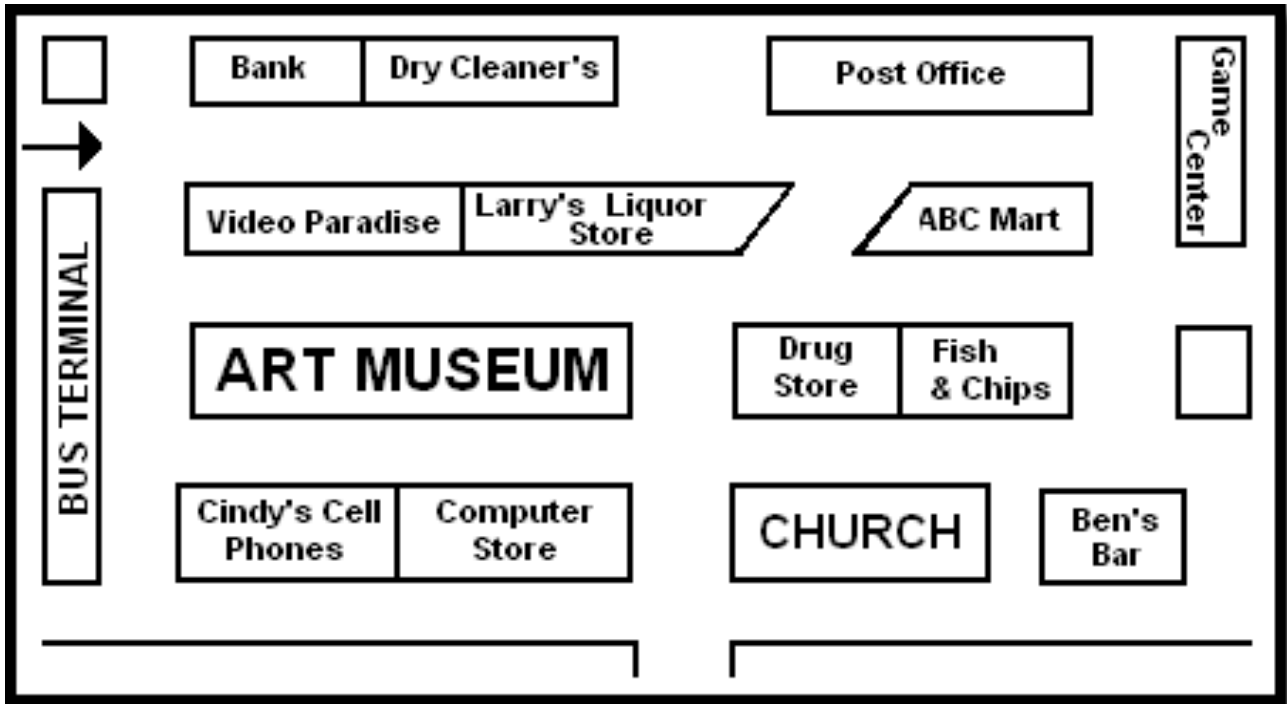 Bank
Dry Cleaner's
Post Office
Game
Center
Video Paradise
Larry's Liquor
Store
ABC Mart
BUS TERMINAL
ART MUSEUM
Drug
Store
Fish
& Chips
Cindy's Cell
Phones
Computer
Store
CHURCH
Ben's
Bar